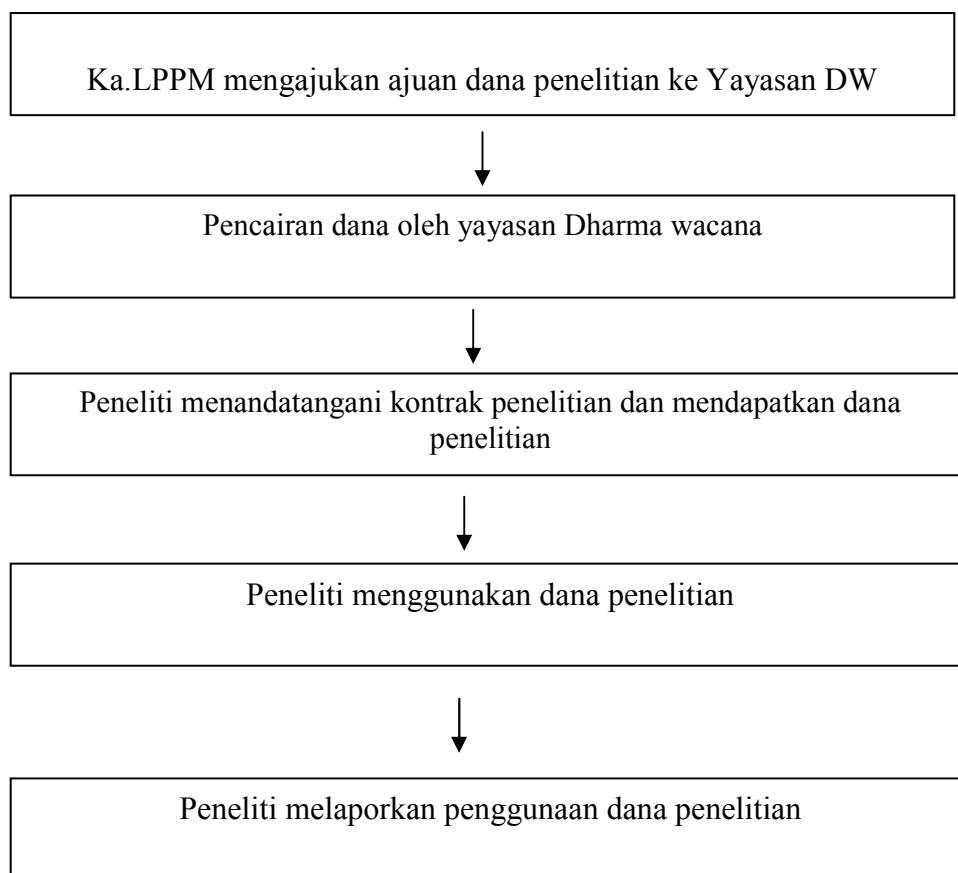 Ka.LPPM mengajukan ajuan dana penelitian ke Yayasan DW
Pencairan dana oleh yayasan Dharma wacana
Peneliti menandatangani kontrak penelitian dan mendapatkan dana
penelitian
Peneliti menggunakan dana penelitian
Peneliti melaporkan penggunaan dana penelitian